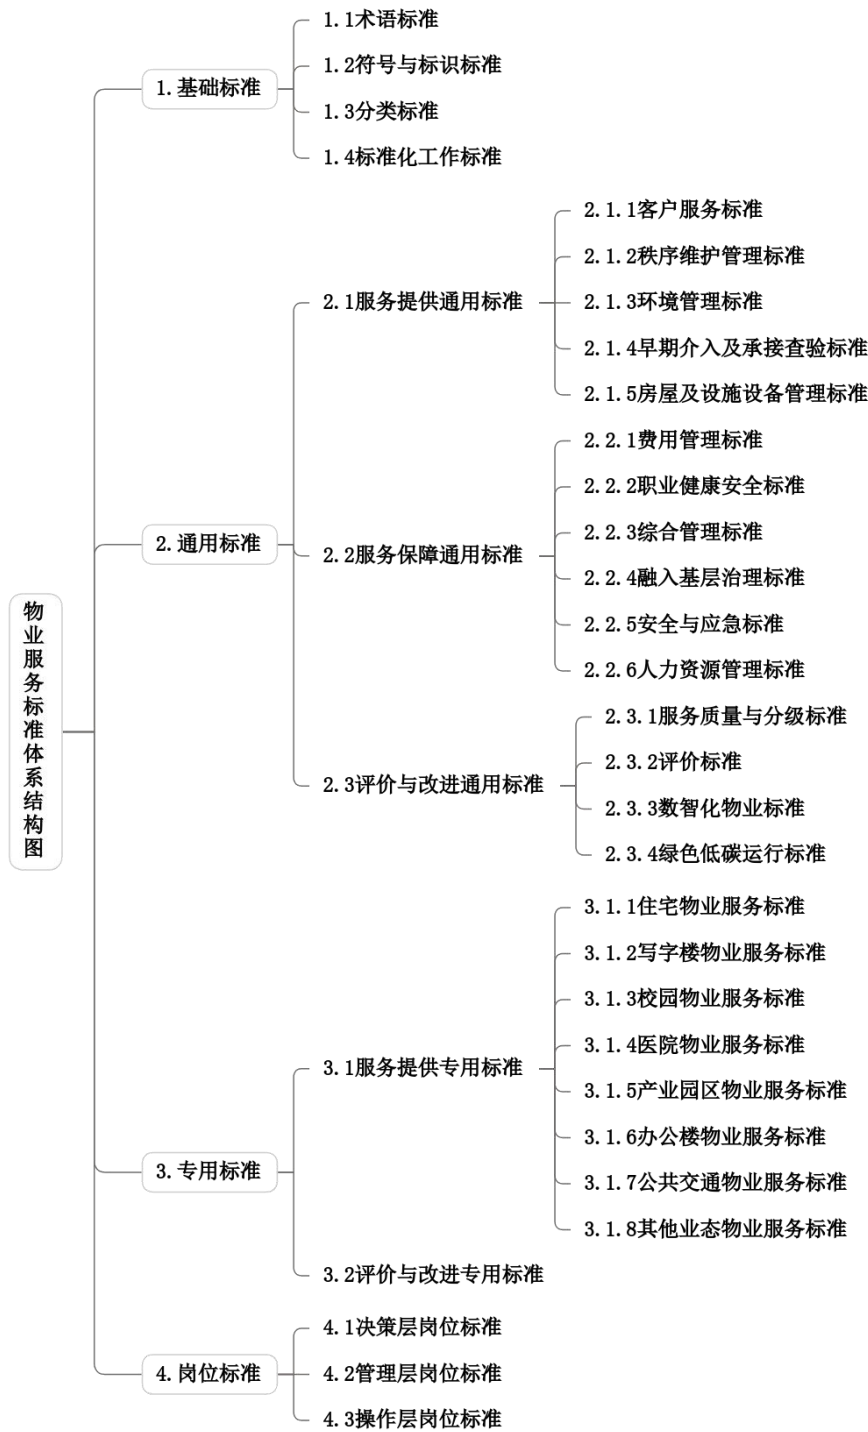 物业服务标准体系结构图
1.基础标准
1.1术语标准
1.2符号与标识标准
1.3分类标准
1.4标准化工作标准
2.通用标准
2.1服务提供通用标准
2.1.1客户服务标准
2.1.2秩序维护管理标准
2.1.3环境管理标准
2.1.4早期介入及承接查验标准
2.1.5房屋及设施设备管理标准
2.2服务保障通用标准
2.2.1费用管理标准
2.2.2职业健康安全标准
2.2.3综合管理标准
2.2.4融入基层治理标准
2.2.5安全与应急标准
2.2.6人力资源管理标准
2.3评价与改进通用标准
2.3.1服务质量与分级标准
2.3.2评价标准
2.3.3数智化物业标准
2.3.4绿色低碳运行标准
3.专用标准
3.1服务提供专用标准
3.1.1住宅物业服务标准
3.1.2写字楼物业服务标准
3.1.3校园物业服务标准
3.1.4医院物业服务标准
3.1.5产业园区物业服务标准
3.1.6办公楼物业服务标准
3.1.7公共交通物业服务标准
3.1.8其他业态物业服务标准
3.2评价与改进专用标准
4.岗位标准
4.1决策层岗位标准
4.2管理层岗位标准
4.3操作层岗位标准